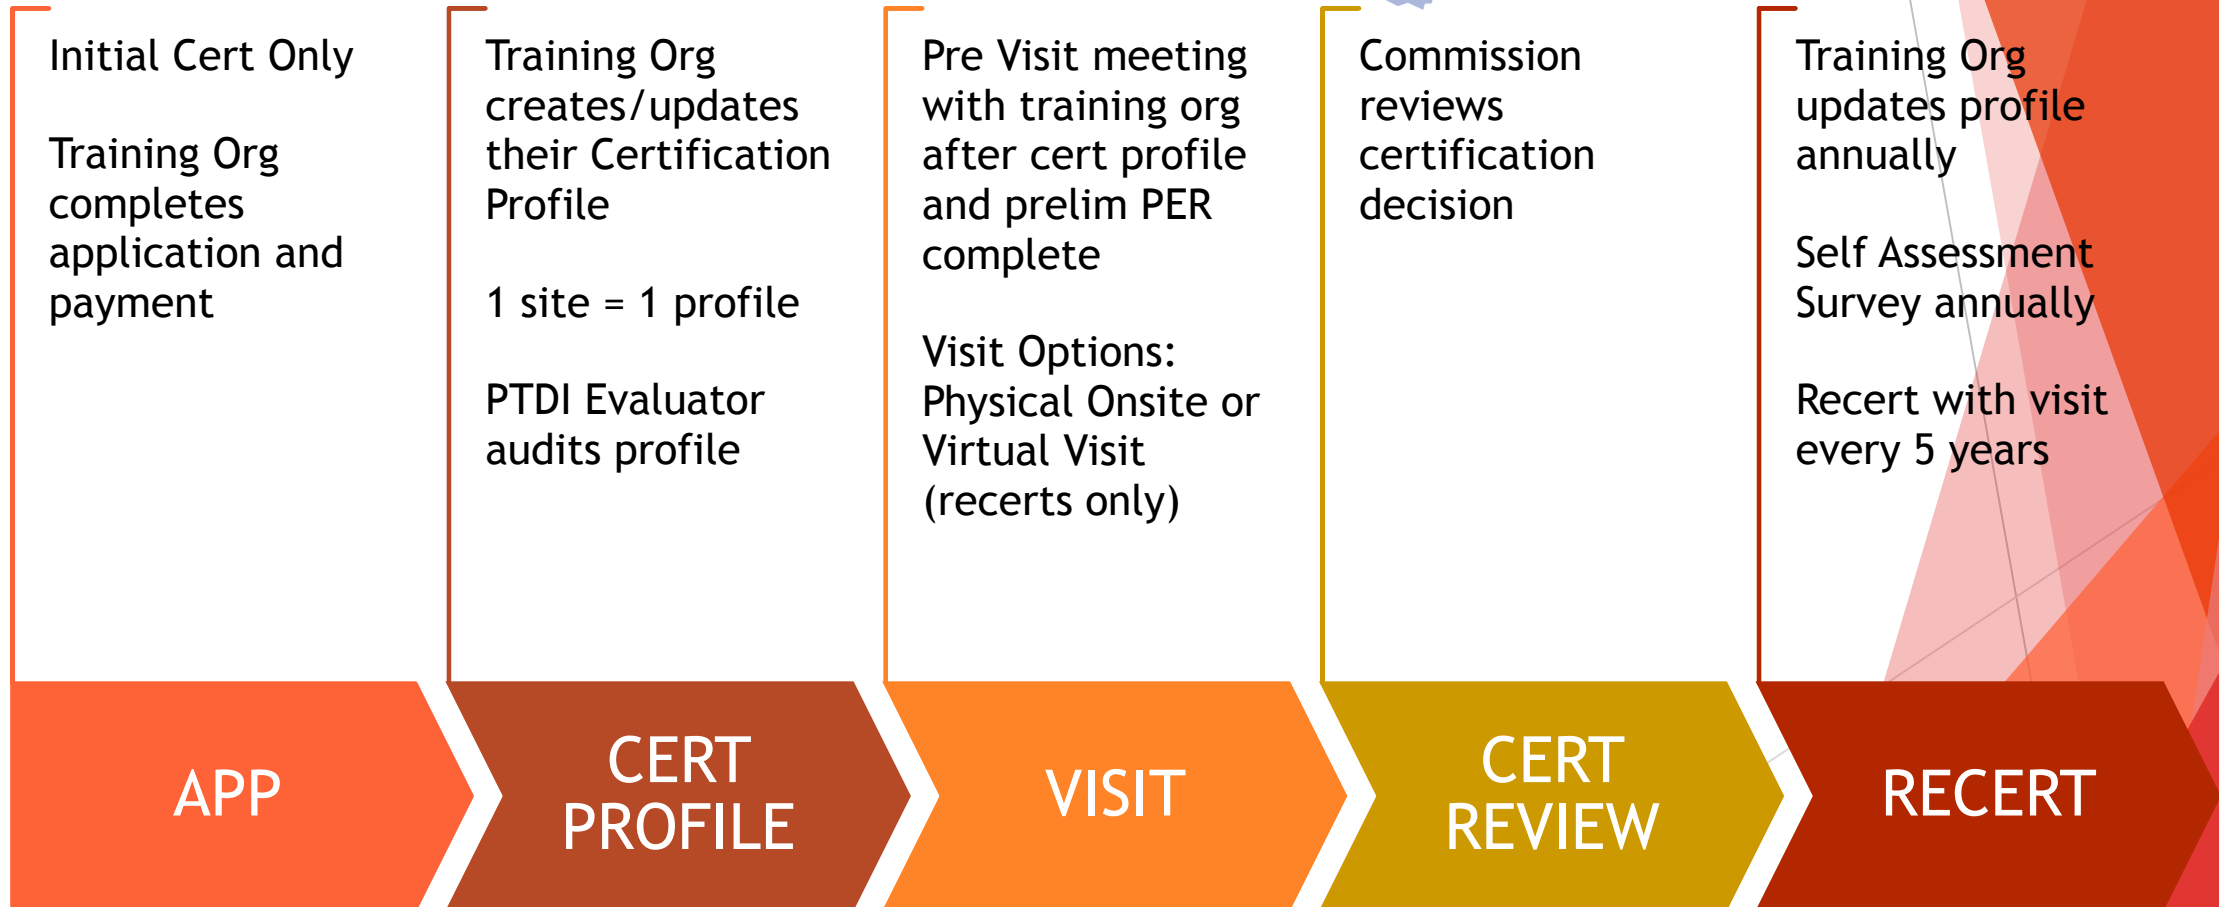 Initial Cert Only
Training Org
completes
application and
payment
Training Org
creates/updates
their Certification
Profile
1 site = 1 profile
PTDI Evaluator
audits profile
Pre Visit meeting
with training org
after cert profile
and prelim PER
complete
Visit Options:
Physical Onsite or
Virtual Visit
(recerts only)
Commission
reviews
certification
decision
Training Org
updates profile
annually
Self Assessment
Survey annually
Recert with visit
every 5 years
APP
CERT
PROFILE
VISIT
CERT
REVIEW
RECERT